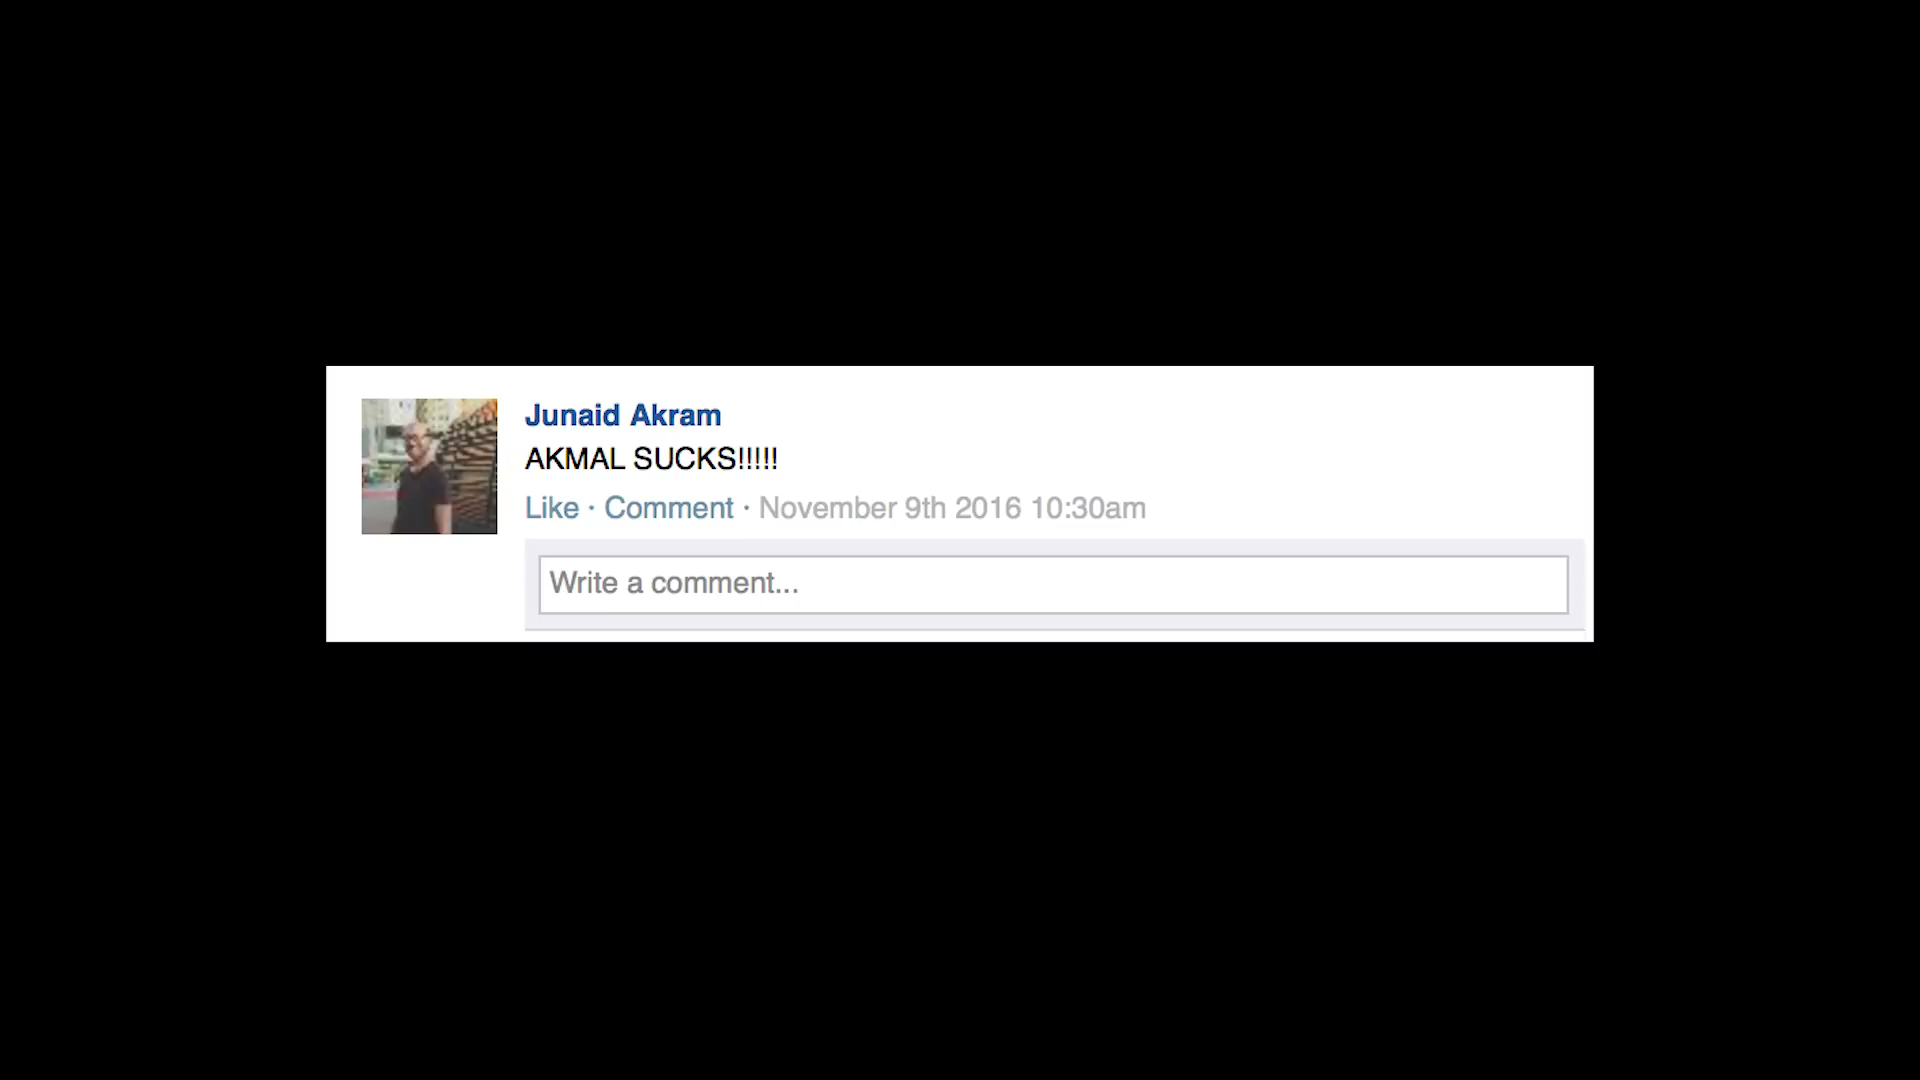 Junaid Akram
AKMAL SUCKS!!!!!
Like · Comment · November 9th 2016 10:30am
Write a comment...